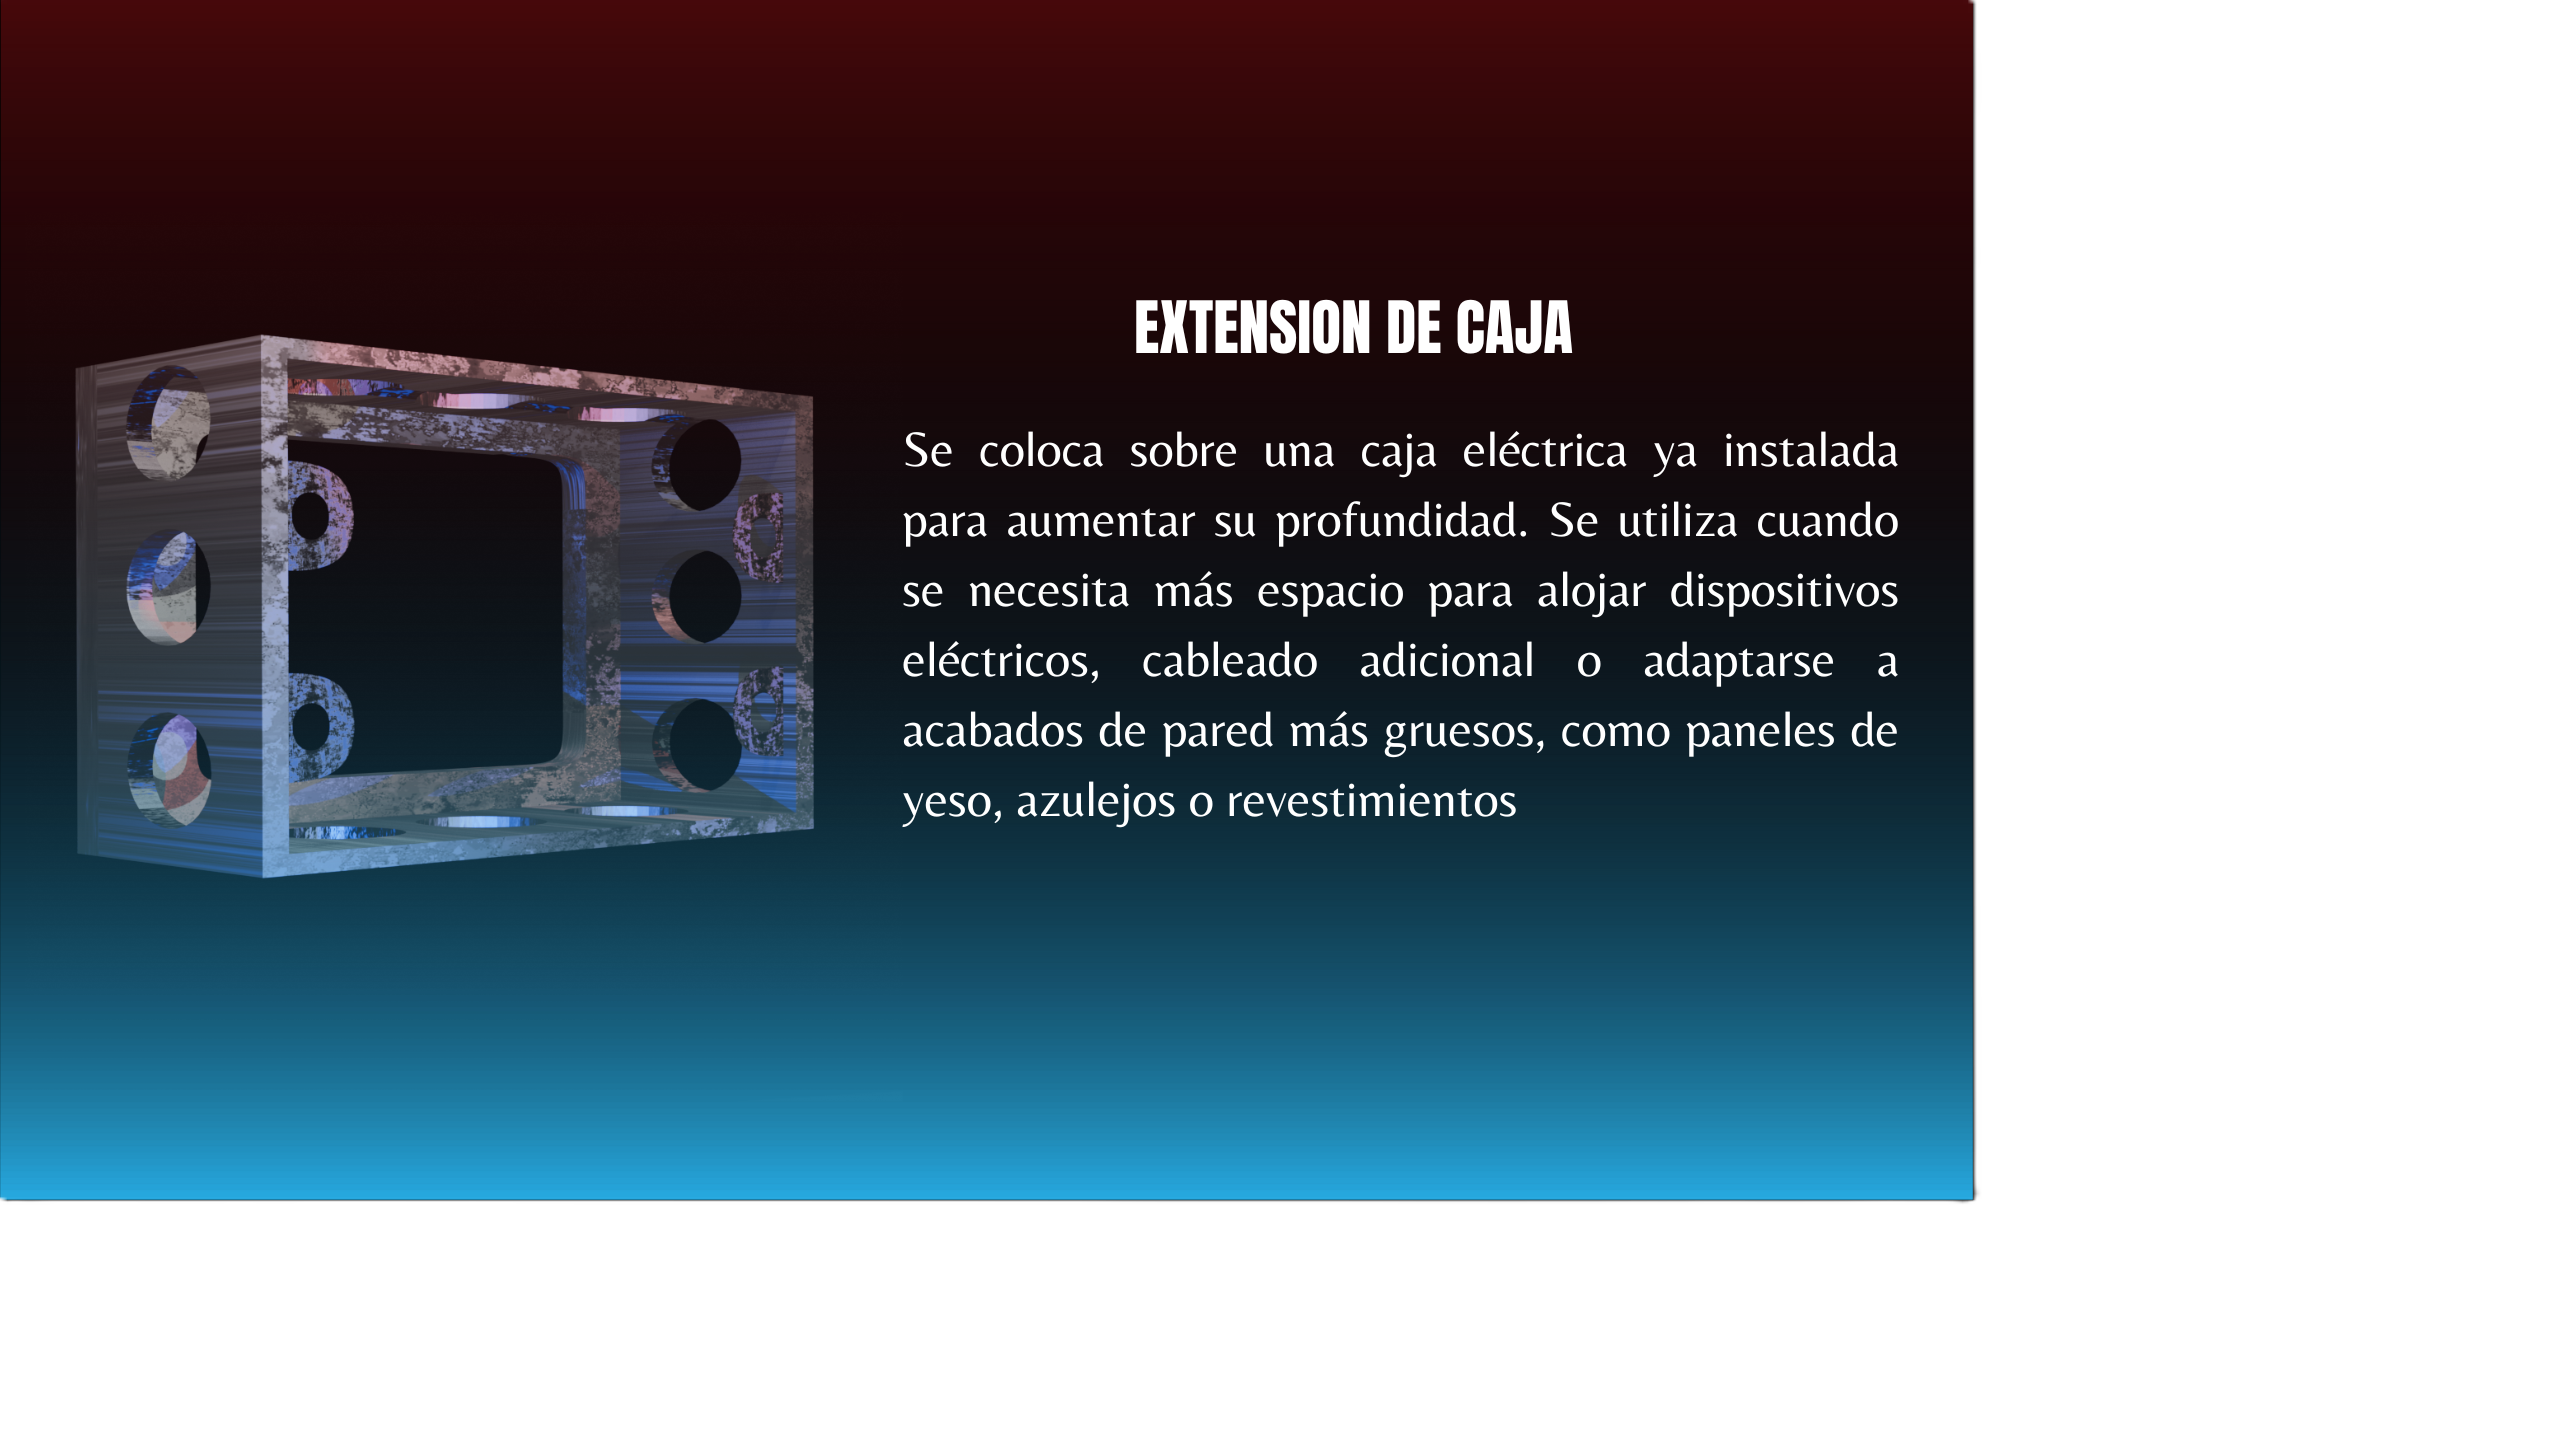 EXTENSION DE CAJA
Se coloca sobre una caja eléctrica ya instalada
para aumentar su profundidad. Se utiliza cuando
se necesita más espacio para alojar dispositivos
eléctricos, cableado adicional o adaptarse a
acabados de pared más gruesos, como paneles de
yeso, azulejos o revestimientos